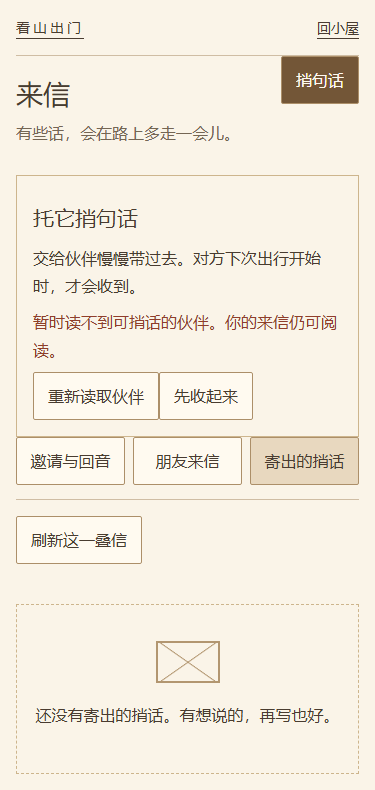 看山出门
回小屋
捎句话
来信
有些话，会在路上多走一会儿。
托它捎句话
交给伙伴慢慢带过去。对方下次出行开始
时，才会收到。
暂时读不到可捎话的伙伴。你的来信仍可阅
读。
重新读取伙伴
先收起来
邀请与回音
朋友来信
寄出的捎话
刷新这一叠信
还没有寄出的捎话。有想说的，再写也好。